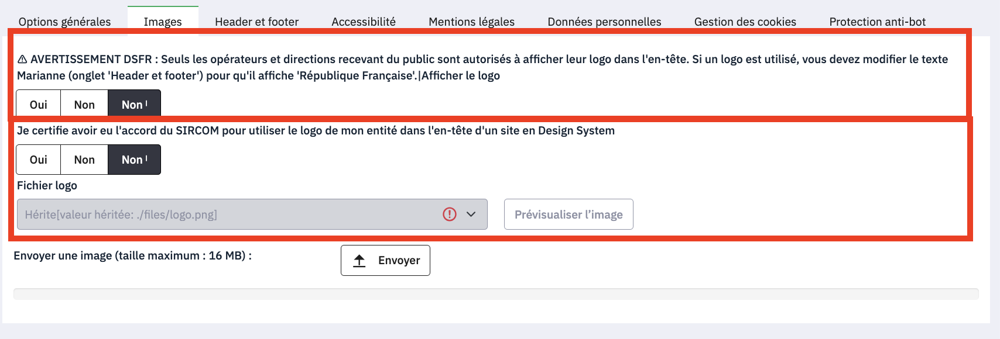 Options générales Images Header et footer Accessibilité Mentions légales Données personnelles Gestion des cookies Protection anti-bot
⚠ AVERTISSEMENT DSFR : Seuls les opérateurs et directions recevant du public sont autorisés à afficher leur logo dans l'en-tête. Si un logo est utilisé, vous devez modifier le texte
Marianne (onglet 'Header et footer') pour qu'il affiche 'République Française'.|Afficher le logo
Oui Non Non I
Je certifie avoir eu l'accord du SIRCOM pour utiliser le logo de mon entité dans l'en-tête d'un site en Design System
Oui Non Non I
Fichier logo
Hérite[valeur héritée: ./files/logo.png] Prévisualiser l’image
Envoyer une image (taille maximum : 16 MB) : Envoyer